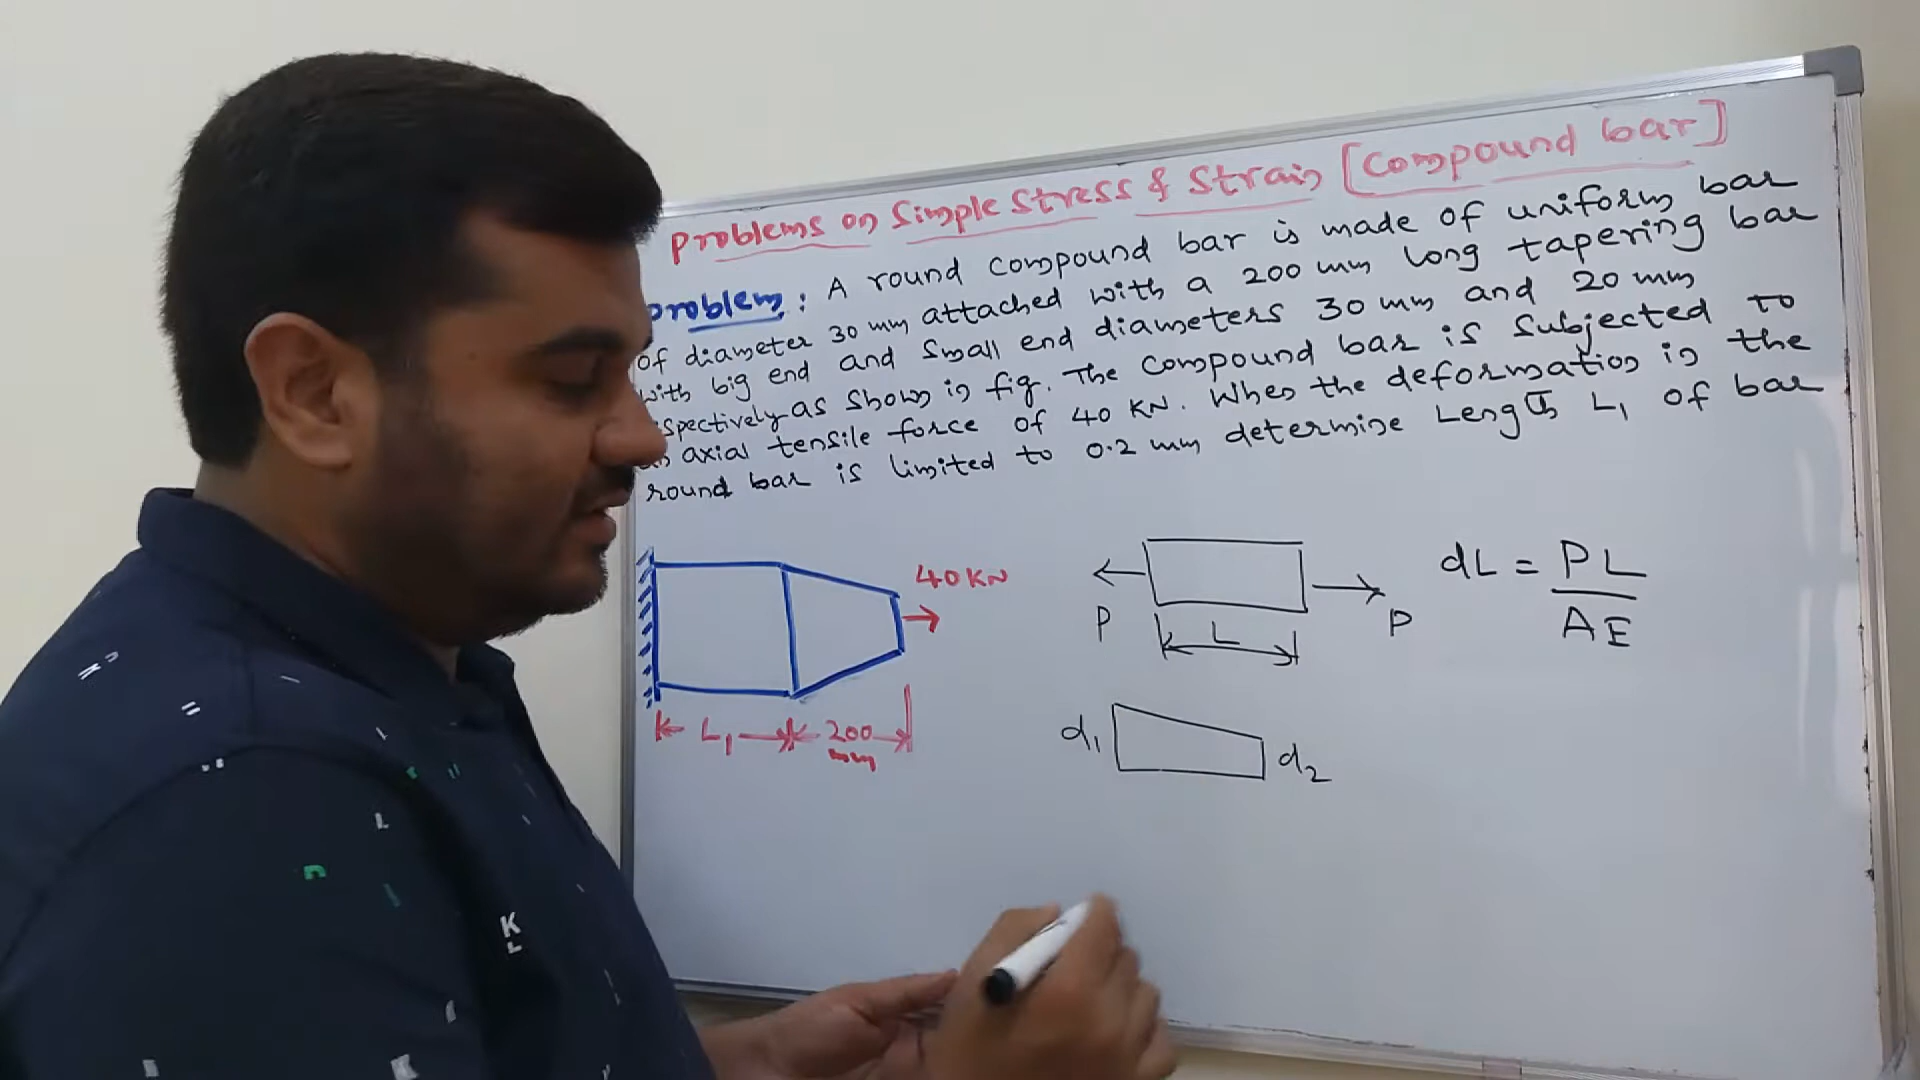 Problems on Simple Stress & Strain [Compound bar]
Problem: A round compound bar is made of uniform bar
of diameter 30 mm attached with a 200 mm long tapering bar
with big end and small end diameters 30 mm and 20 mm
spectively as shown in fig. The compound bar is subjected to
axial tensile force of 40 KN. When the deformation in the
round bar is limited to 0.2 mm determine Length L1 of bar
40 KN
L1
200
mm
P
L
P
dL = PL
AE
d1
d2
K
L